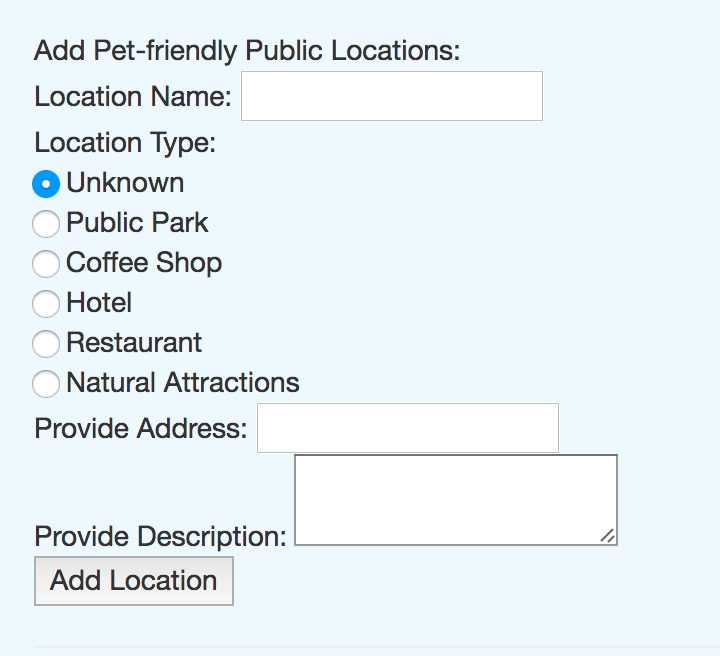 Add Pet-friendly Public Locations:
Location Name:
Location Type:
Unknown
Public Park
Coffee Shop
Hotel
Restaurant
Natural Attractions
Provide Address:
Provide Description:
Add Location